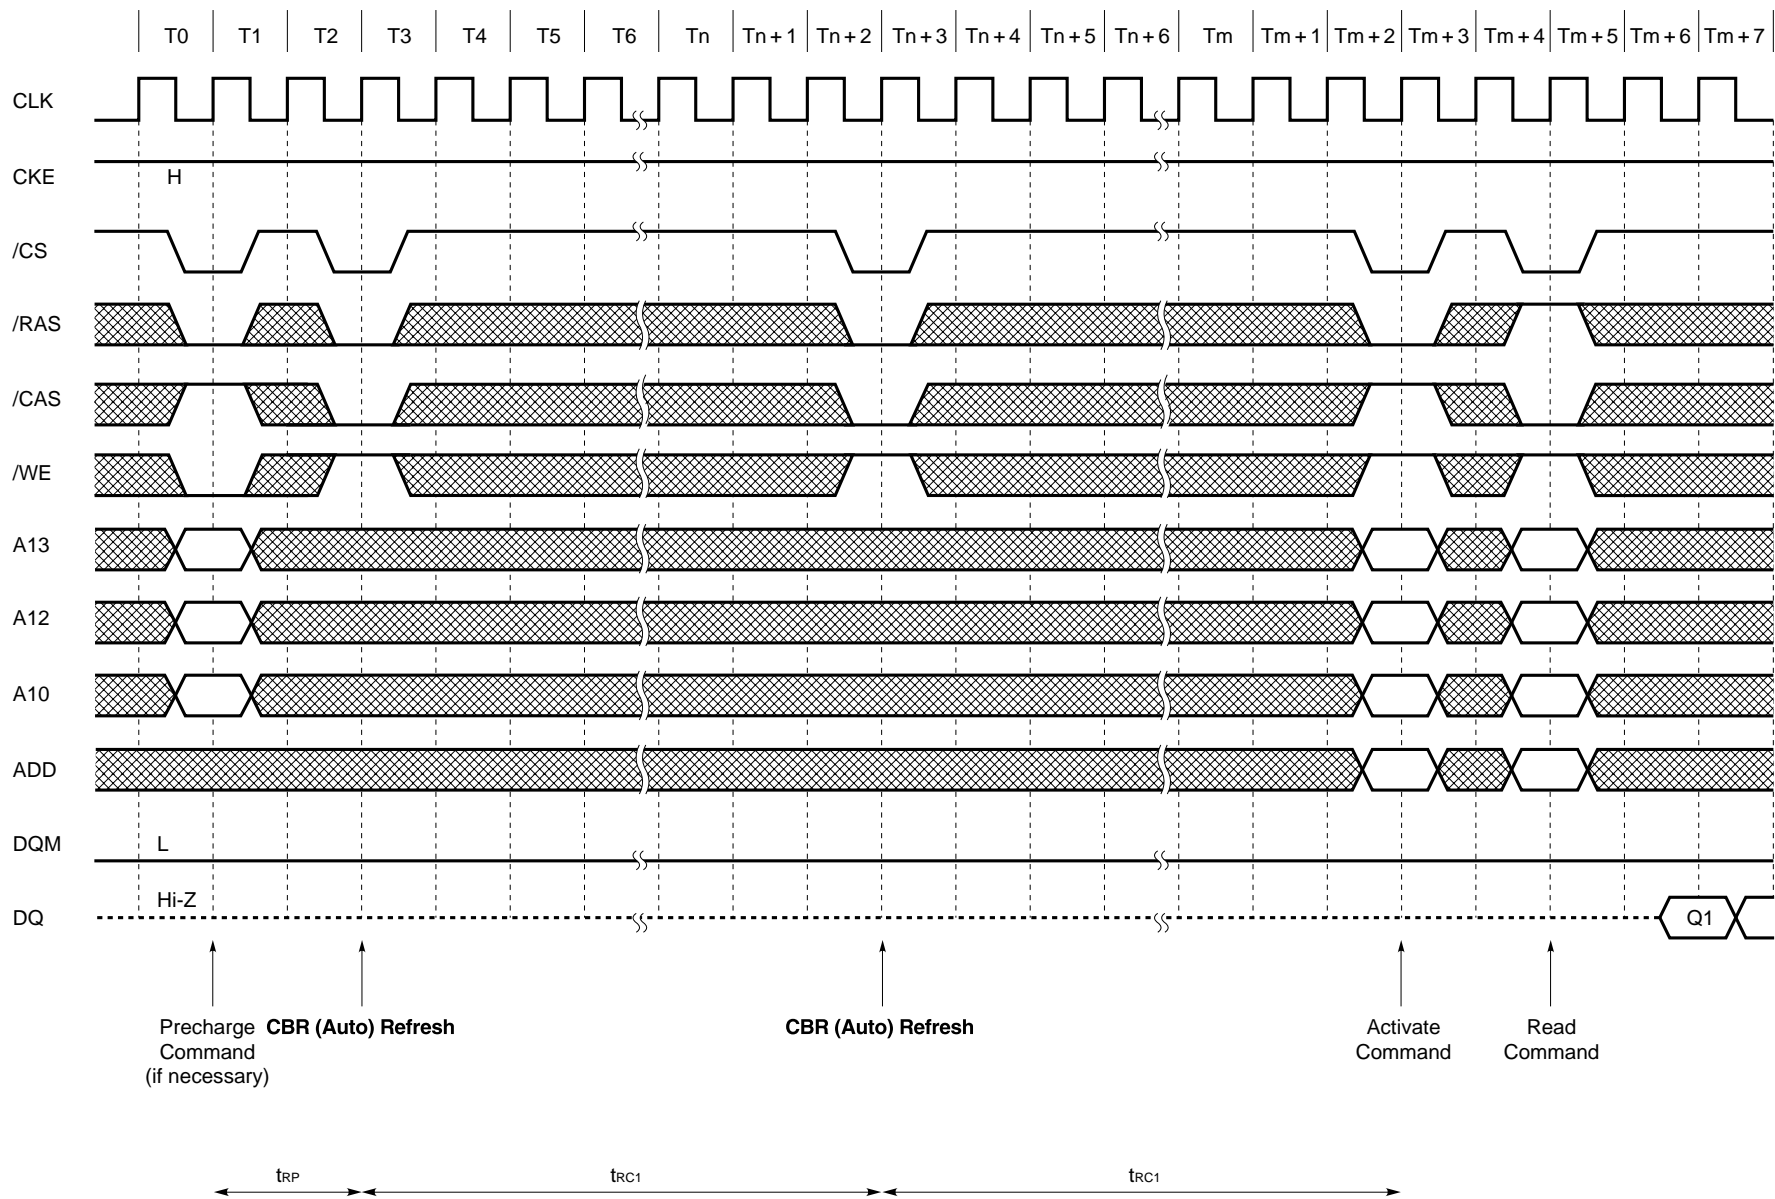 T0 T1 T2 T3 T4 T5 T6 Tn Tn + 1 Tn + 2 Tn + 3 Tn + 4 Tn + 5 Tn + 6 Tm Tm + 1 Tm + 2 Tm + 3 Tm + 4 Tm + 5 Tm + 6 Tm + 7
CLK
CKE
H
/CS
/RAS
/CAS
/WE
A13
A12
A10
ADD
DQM
L
Hi-Z
DQ
Q1
Precharge
Command
(if necessary)
CBR (Auto) Refresh
CBR (Auto) Refresh
Activate
Command
Read
Command
tRP
tRC1
tRC1